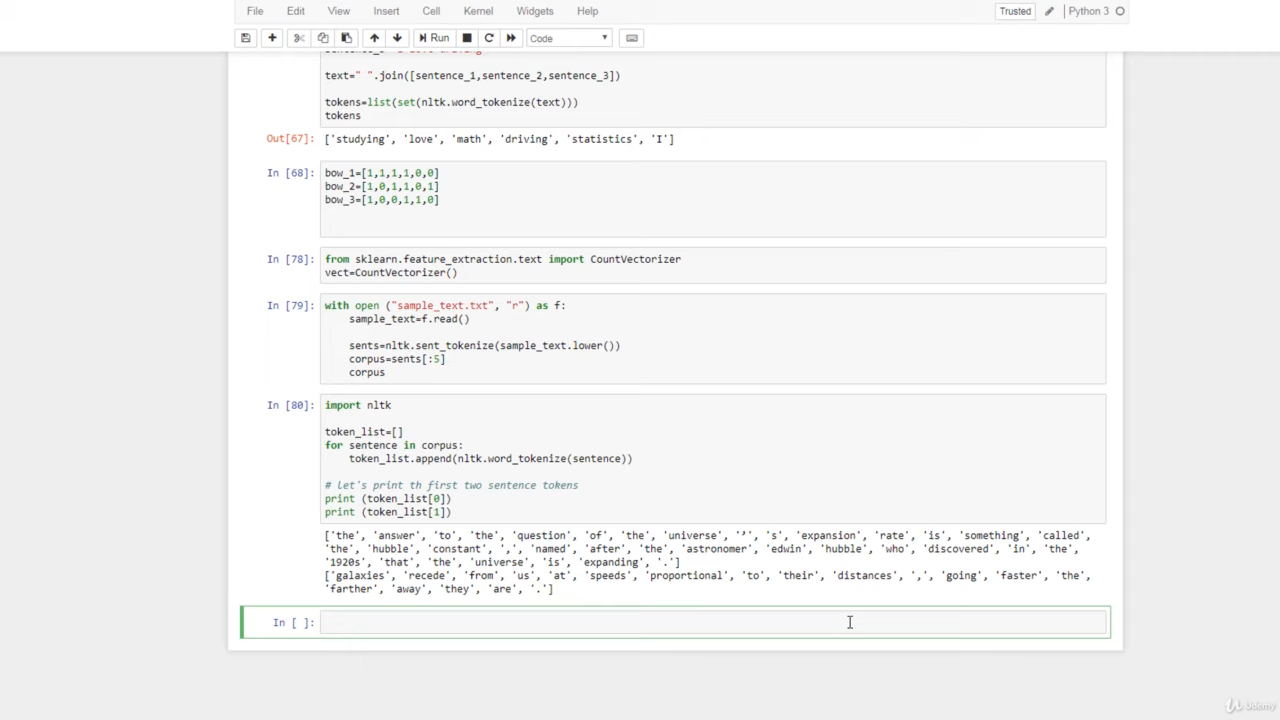 File Edit View Insert Cell Kernel Widgets Help Trusted Python 3
Run Code
text=" ".join([sentence_1,sentence_2,sentence_3])
tokens=list(set(nltk.word_tokenize(text)))
tokens
Out[67]: ['studying', 'love', 'math', 'driving', 'statistics', 'I']
In [68]: bow_1=[1,1,1,1,0,0]
bow_2=[1,0,1,1,0,1]
bow_3=[1,0,0,1,1,0]
In [78]: from sklearn.feature_extraction.text import CountVectorizer
vect=CountVectorizer()
In [79]: with open ("sample_text.txt", "r") as f:
sample_text=f.read()
sents=nltk.sent_tokenize(sample_text.lower())
corpus=sents[:5]
corpus
In [80]: import nltk
token_list=[]
for sentence in corpus:
token_list.append(nltk.word_tokenize(sentence))
# let's print th first two sentence tokens
print (token_list[0])
print (token_list[1])
['the', 'answer', 'to', 'the', 'question', 'of', 'the', 'universe', '’', 's', 'expansion', 'rate', 'is', 'something', 'called',
'the', 'hubble', 'constant', ',', 'named', 'after', 'the', 'astronomer', 'edwin', 'hubble', 'who', 'discovered', 'in', 'the',
'1920s', 'that', 'the', 'universe', 'is', 'expanding', '.']
['galaxies', 'recede', 'from', 'us', 'at', 'speeds', 'proportional', 'to', 'their', 'distances', ',', 'going', 'faster', 'the',
'farther', 'away', 'they', 'are', '.']
In [ ]:
Udemy